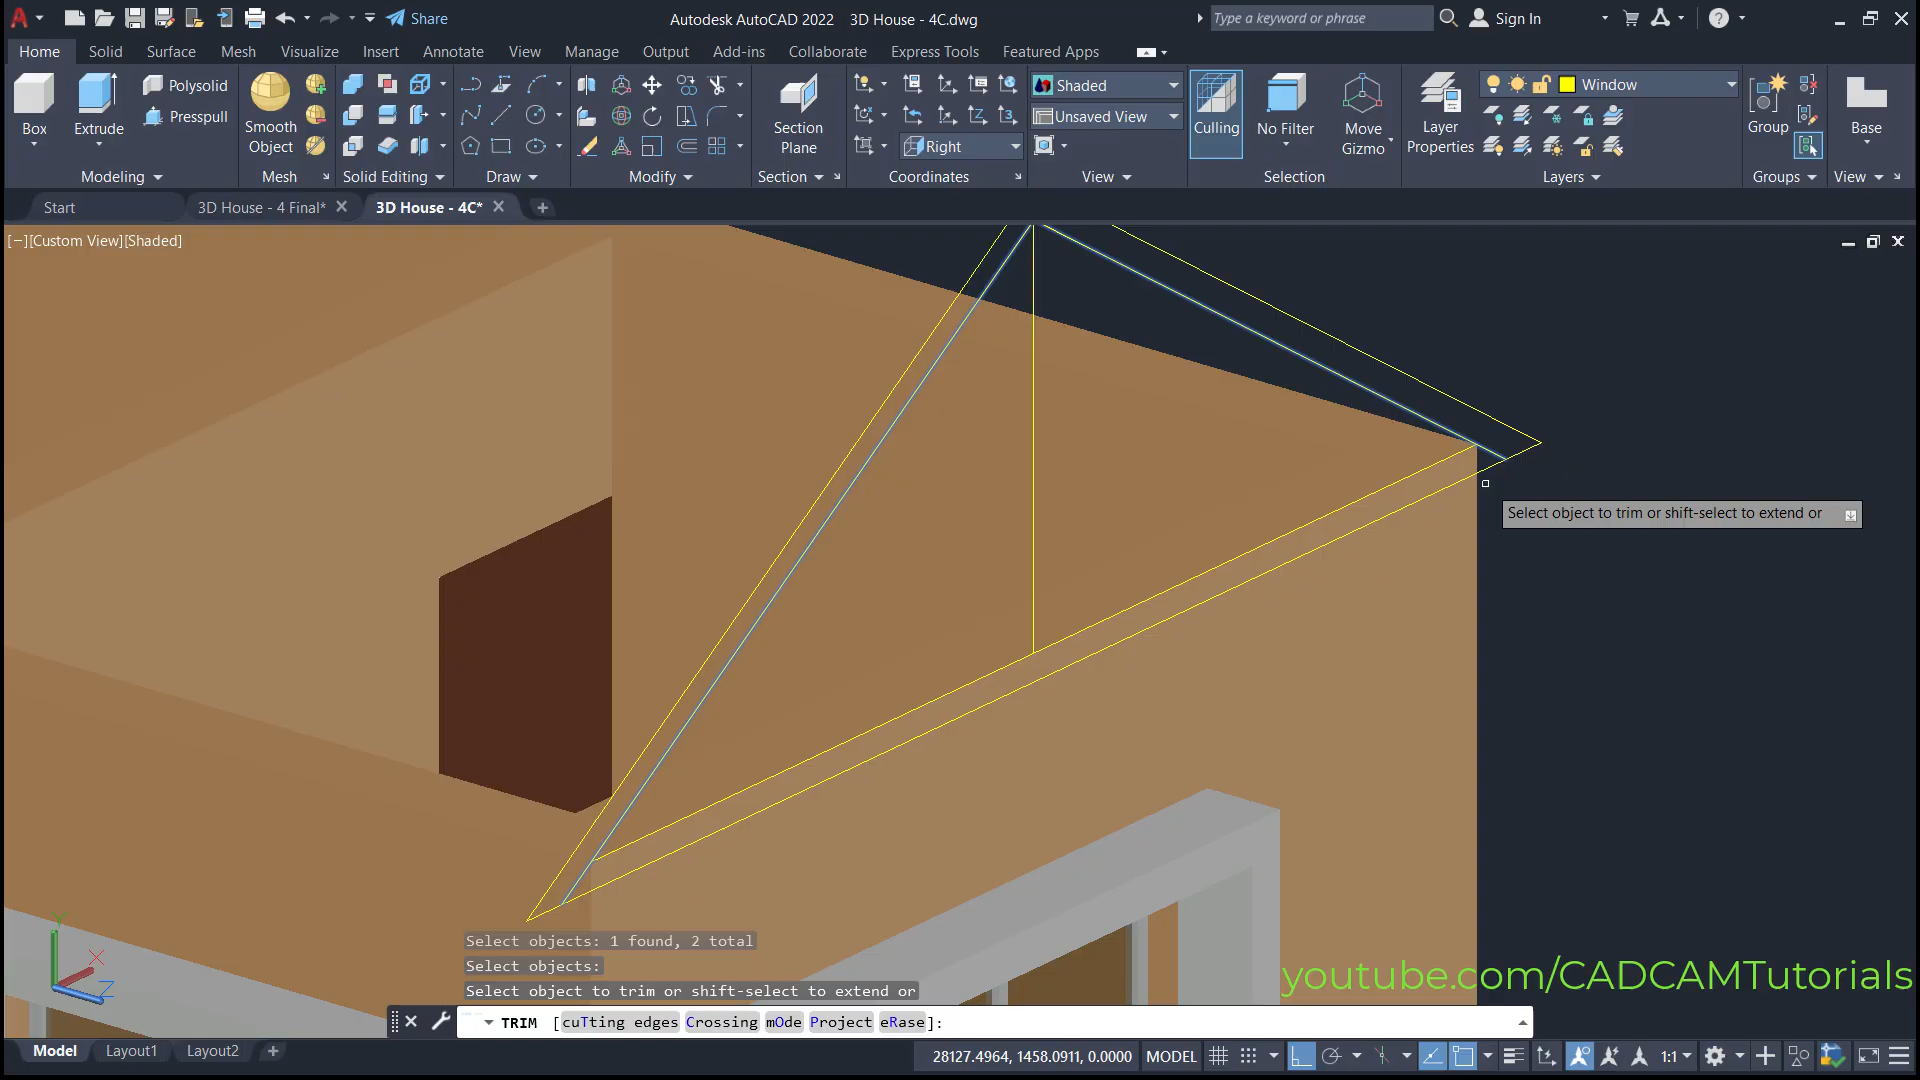 Share
Autodesk AutoCAD 2022 3D House - 4C.dwg
Type a keyword or phrase
Sign In
Home Solid Surface Mesh Visualize Insert Annotate View Manage Output Add-ins Collaborate Express Tools Featured Apps
Box
Extrude
Polysolid
Presspull
Smooth
Object
Section
Plane
Shaded
Unsaved View
Right
Culling
No Filter
Move
Gizmo
Layer
Properties
Window
Group
Base
Modeling Mesh Solid Editing Draw Modify Section Coordinates View Selection Layers Groups View
Start 3D House - 4 Final* 3D House - 4C*
[−][Custom View][Shaded]
Select object to trim or shift-select to extend or
Y
X
Z
Select objects: 1 found, 2 total
Select objects:
Select object to trim or shift-select to extend or
youtube.com/CADCAMTutorials
TRIM [cuTting edges Crossing mOde Project eRase]:
Model Layout1 Layout2
28127.4964, 1458.0911, 0.0000 MODEL 1:1